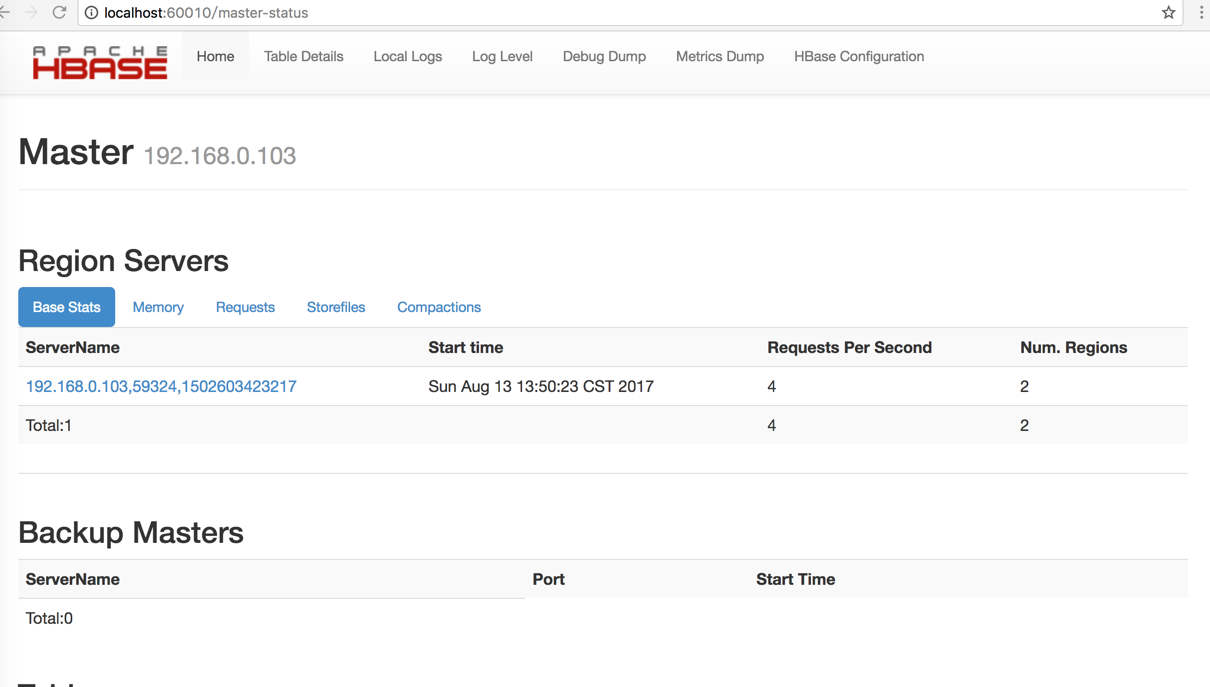 localhost:60010/master-status
APACHE
HBASE
Home Table Details Local Logs Log Level Debug Dump Metrics Dump HBase Configuration
Master 192.168.0.103
Region Servers
Base Stats Memory Requests Storefiles Compactions
ServerName Start time Requests Per Second Num. Regions
192.168.0.103,59324,1502603423217 Sun Aug 13 13:50:23 CST 2017 4 2
Total:1 4 2
Backup Masters
ServerName Port Start Time
Total:0